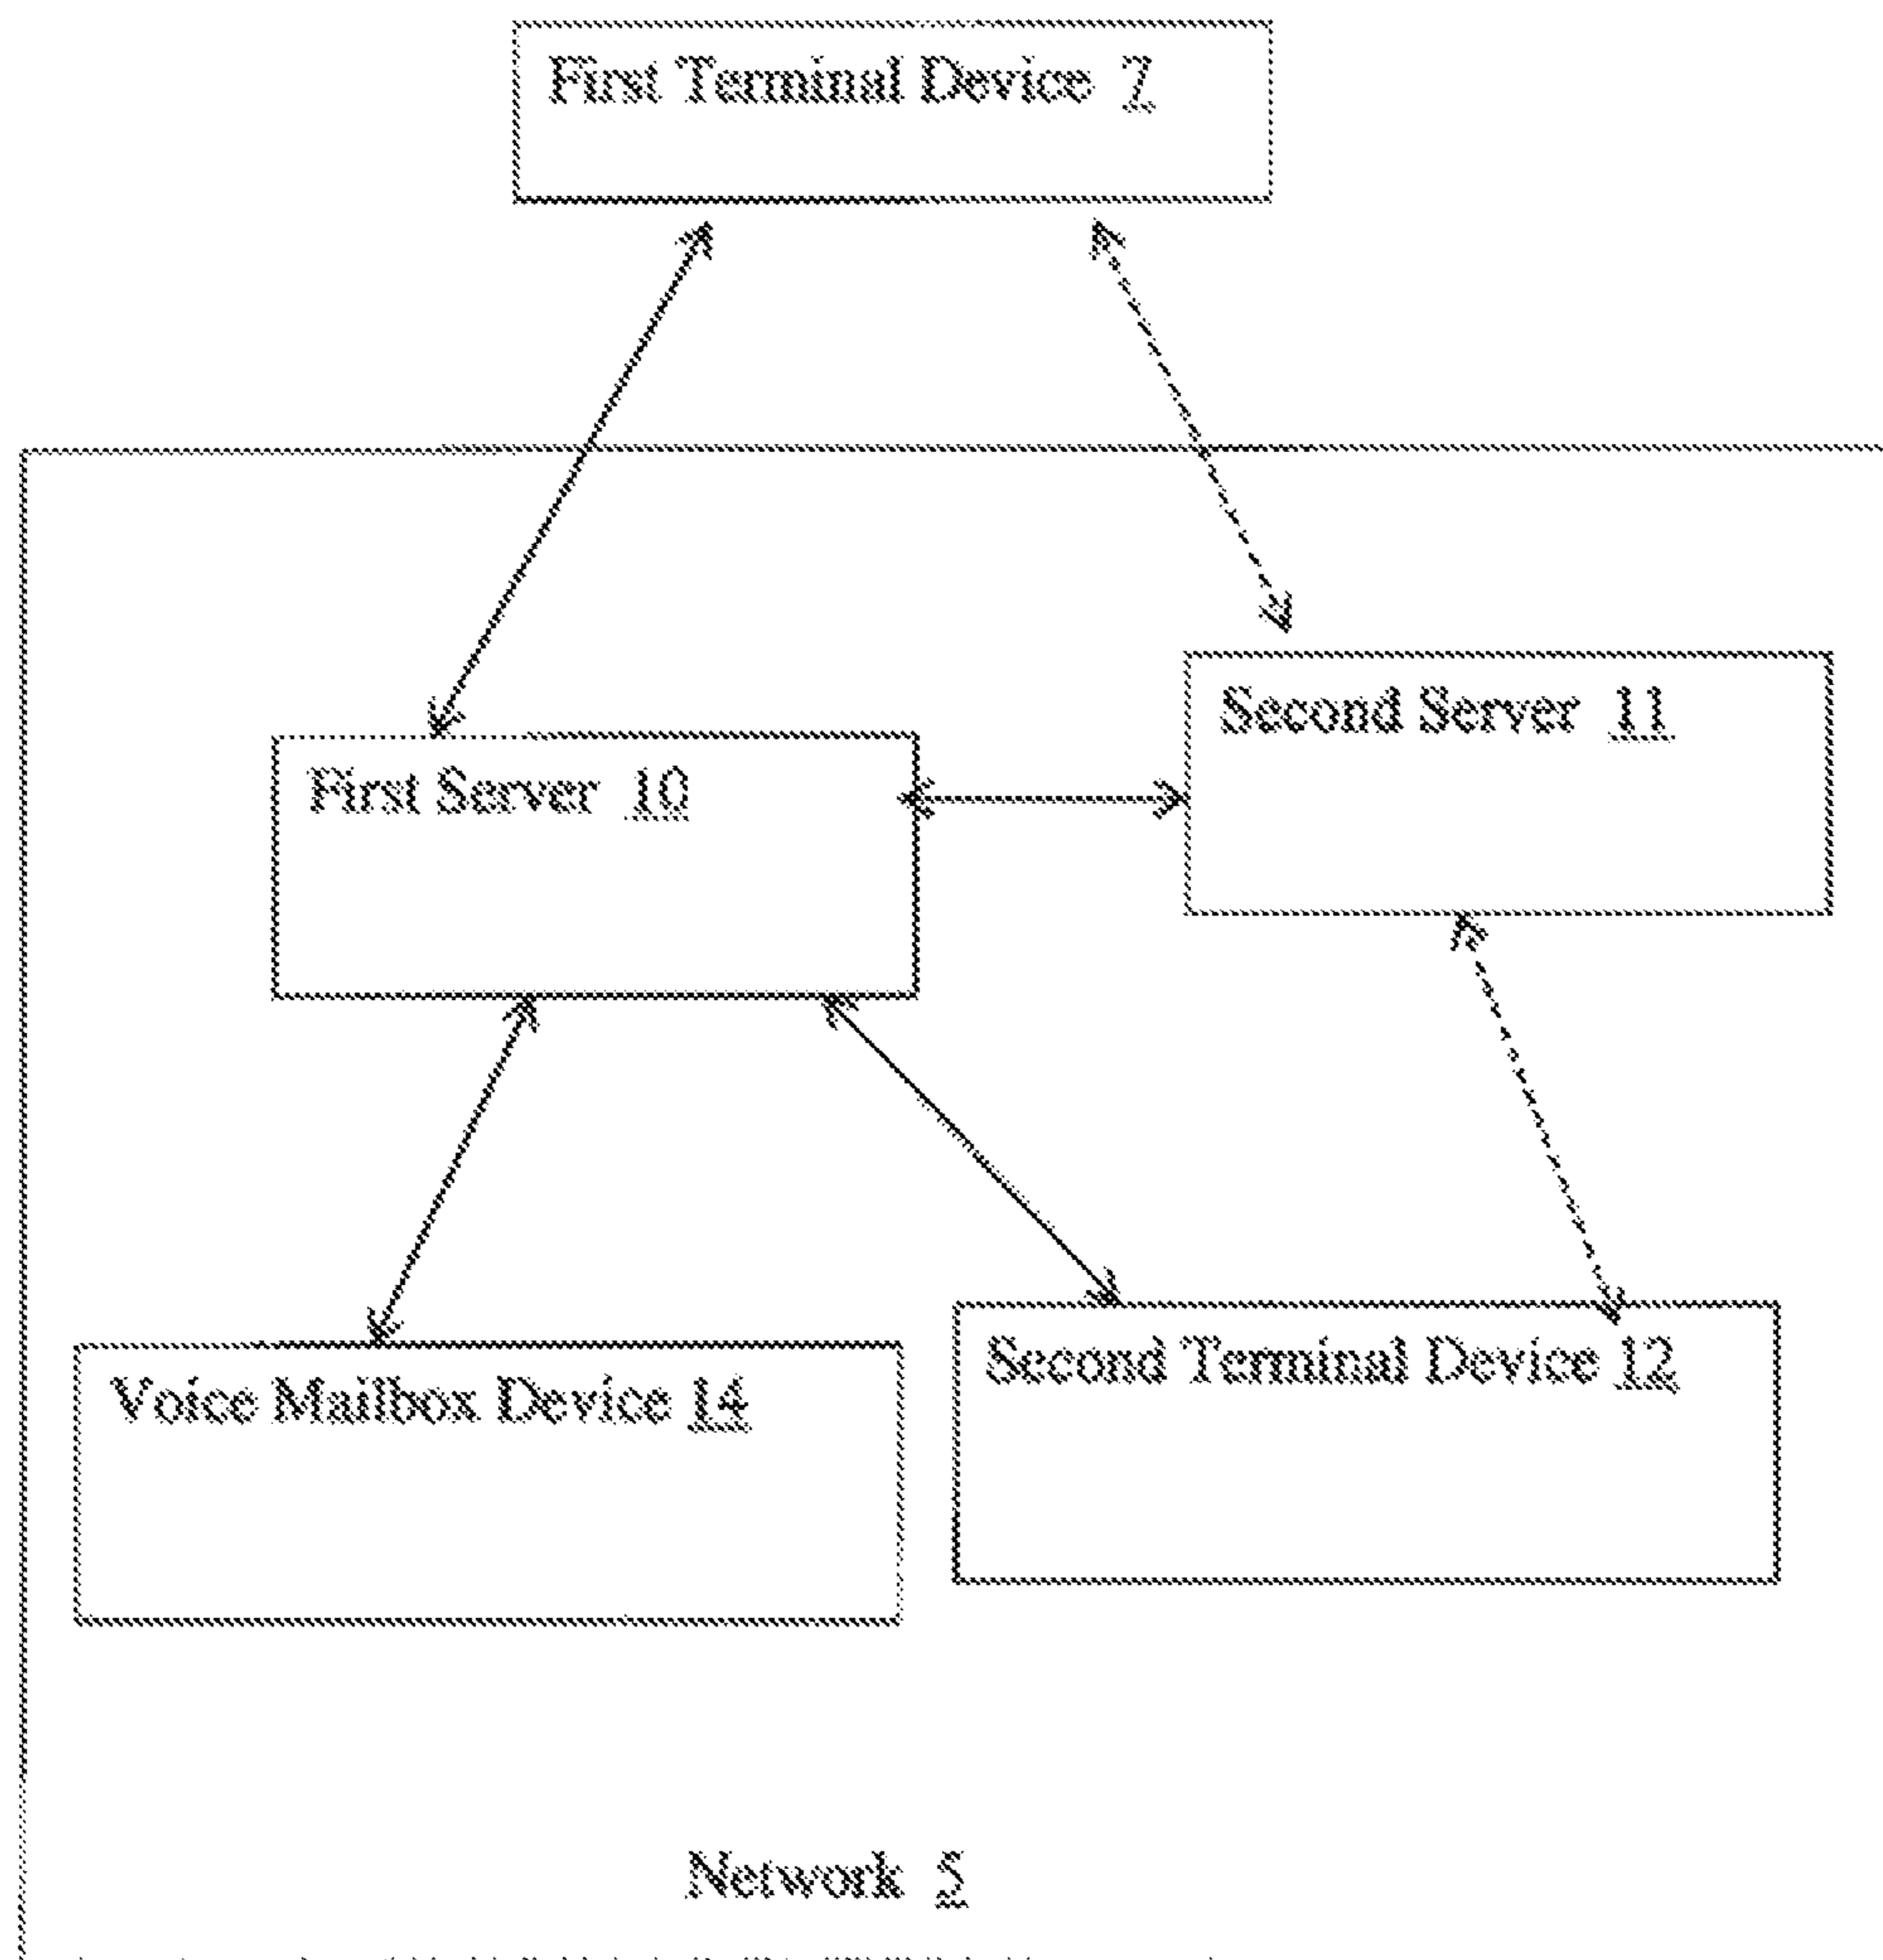 First Terminal Device 7
Second Server 11
First Server 10
Second Terminal Device 12
Voice Mailbox Device 14
Network 5